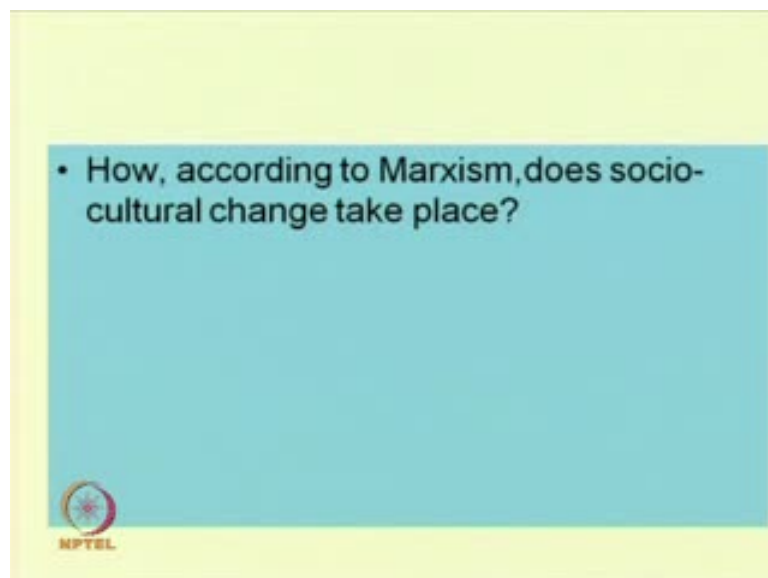 • How, according to Marxism,does socio-
cultural change take place?
NPTEL